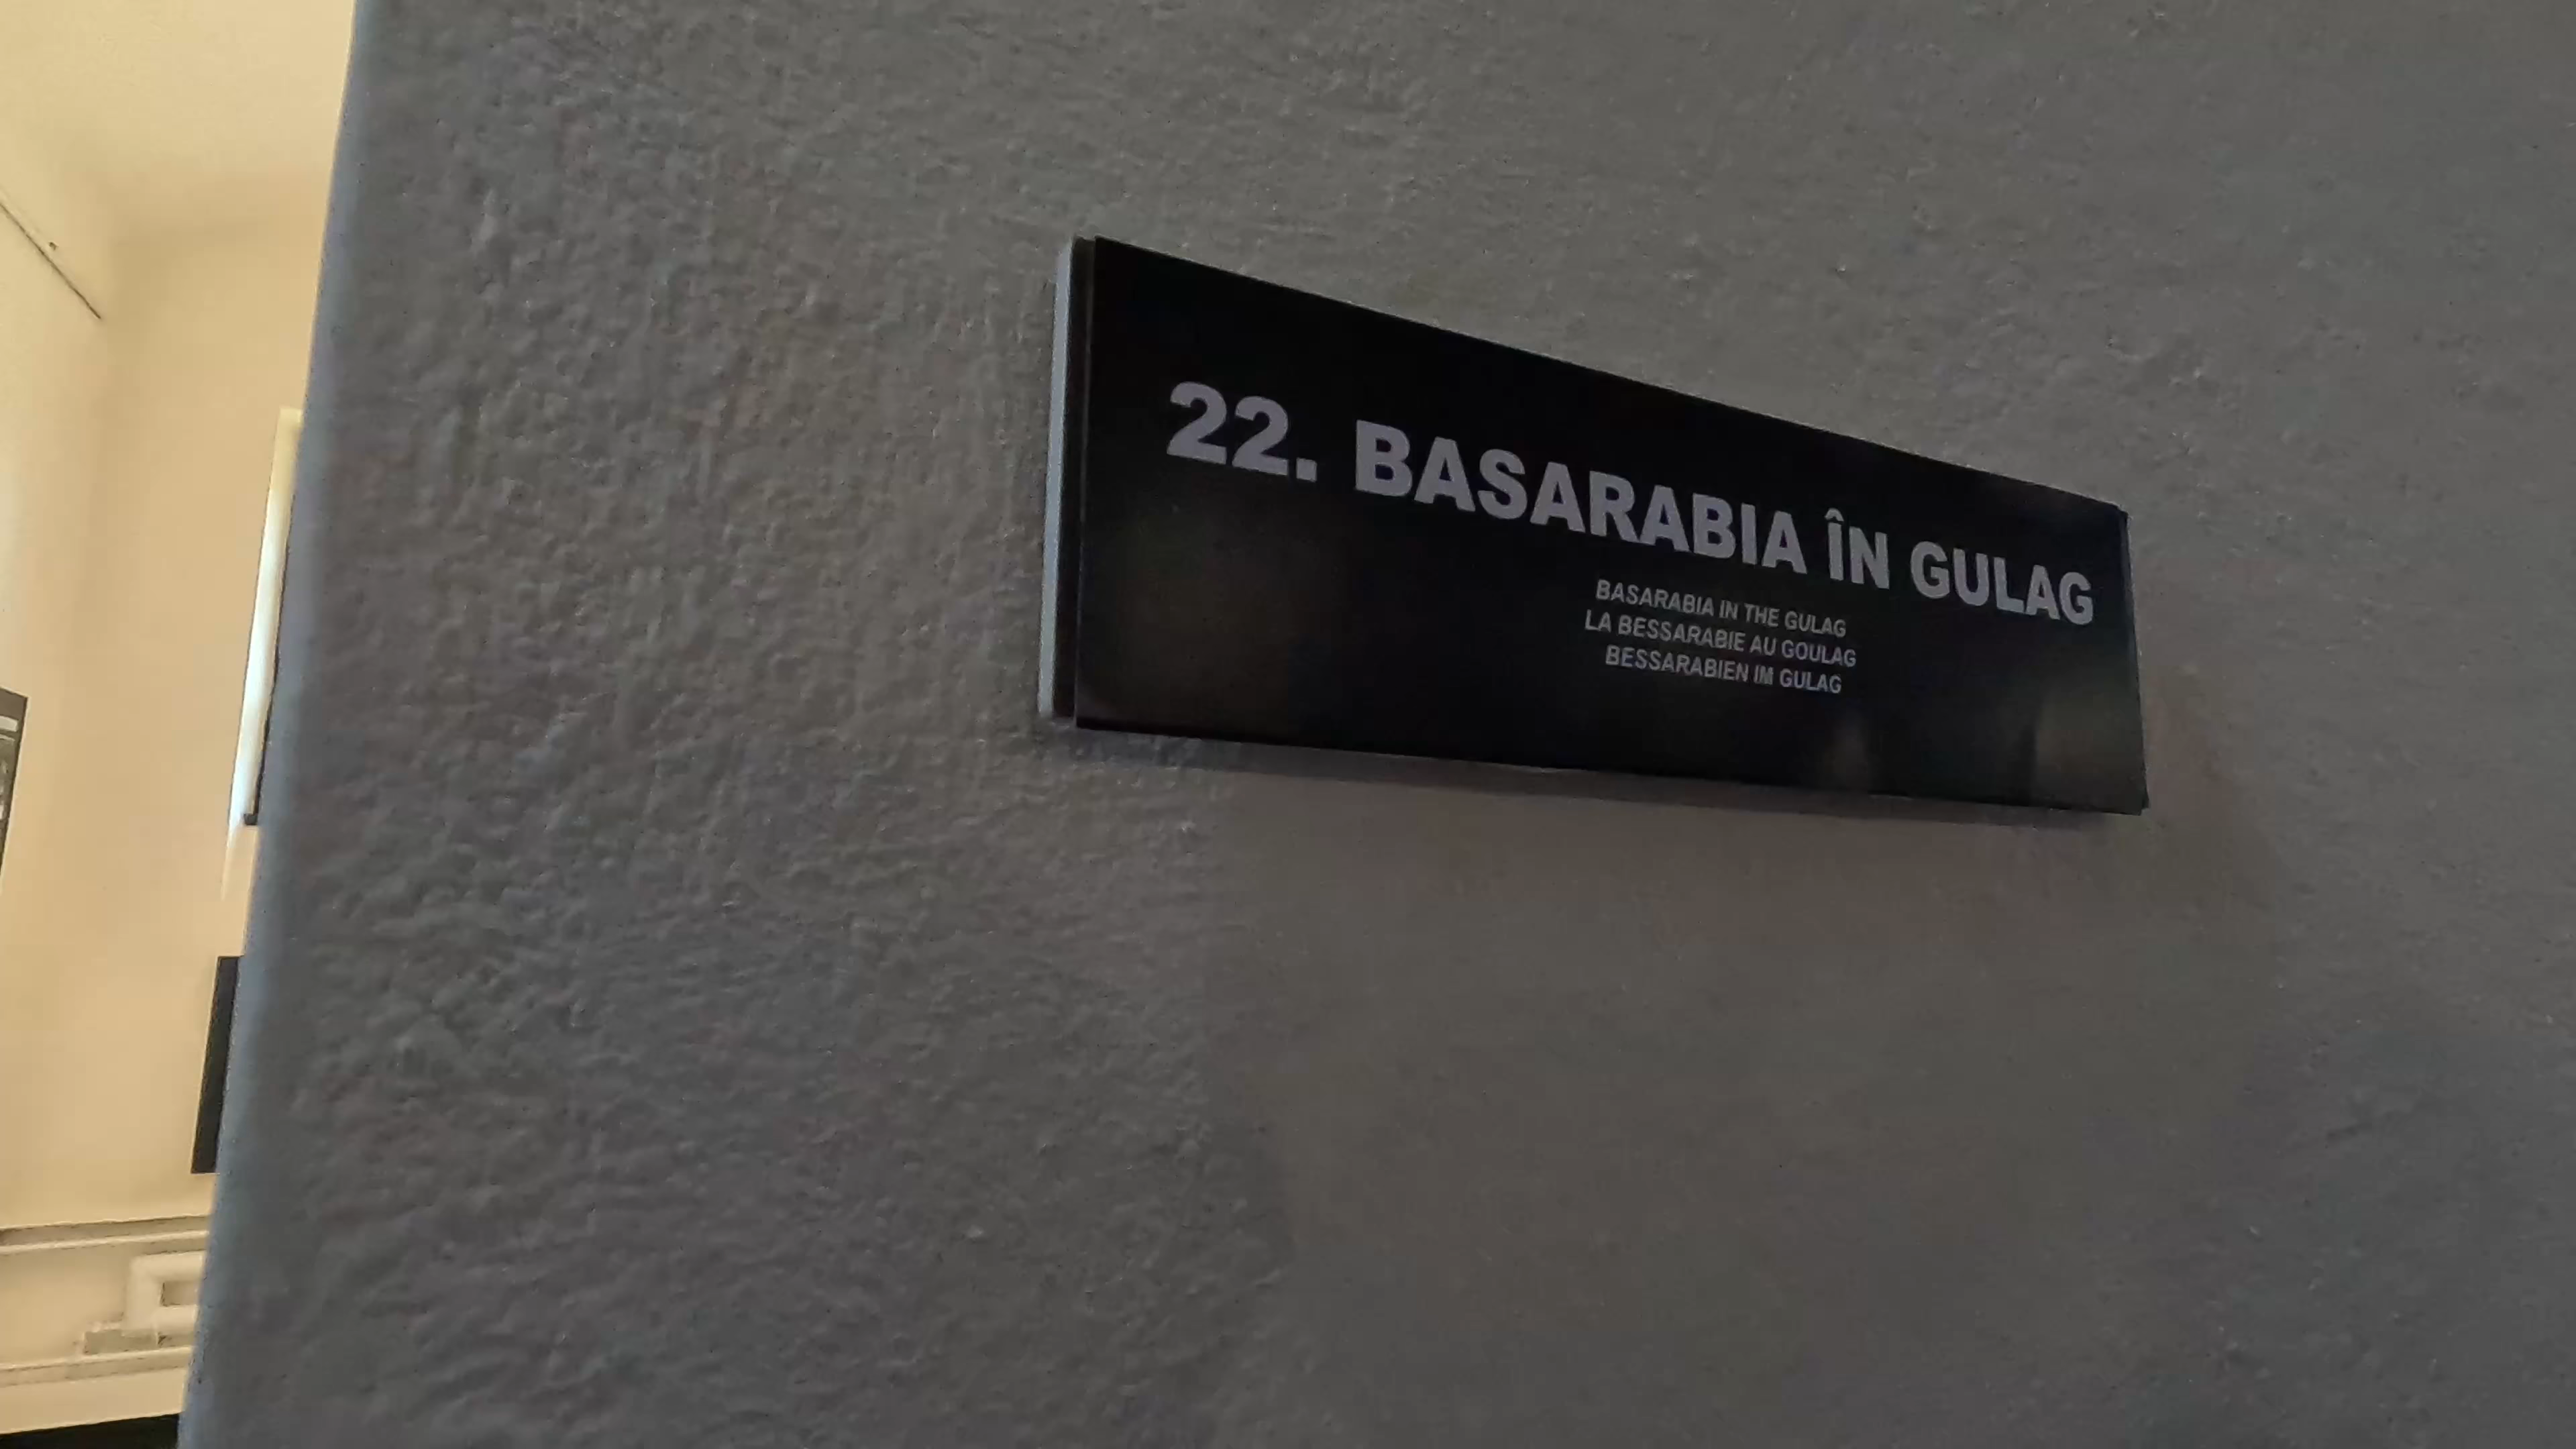 22. BASARABIA ÎN GULAG
BASARABIA IN THE GULAG
LA BESSARABIE AU GOULAG
BESSARABIEN IM GULAG